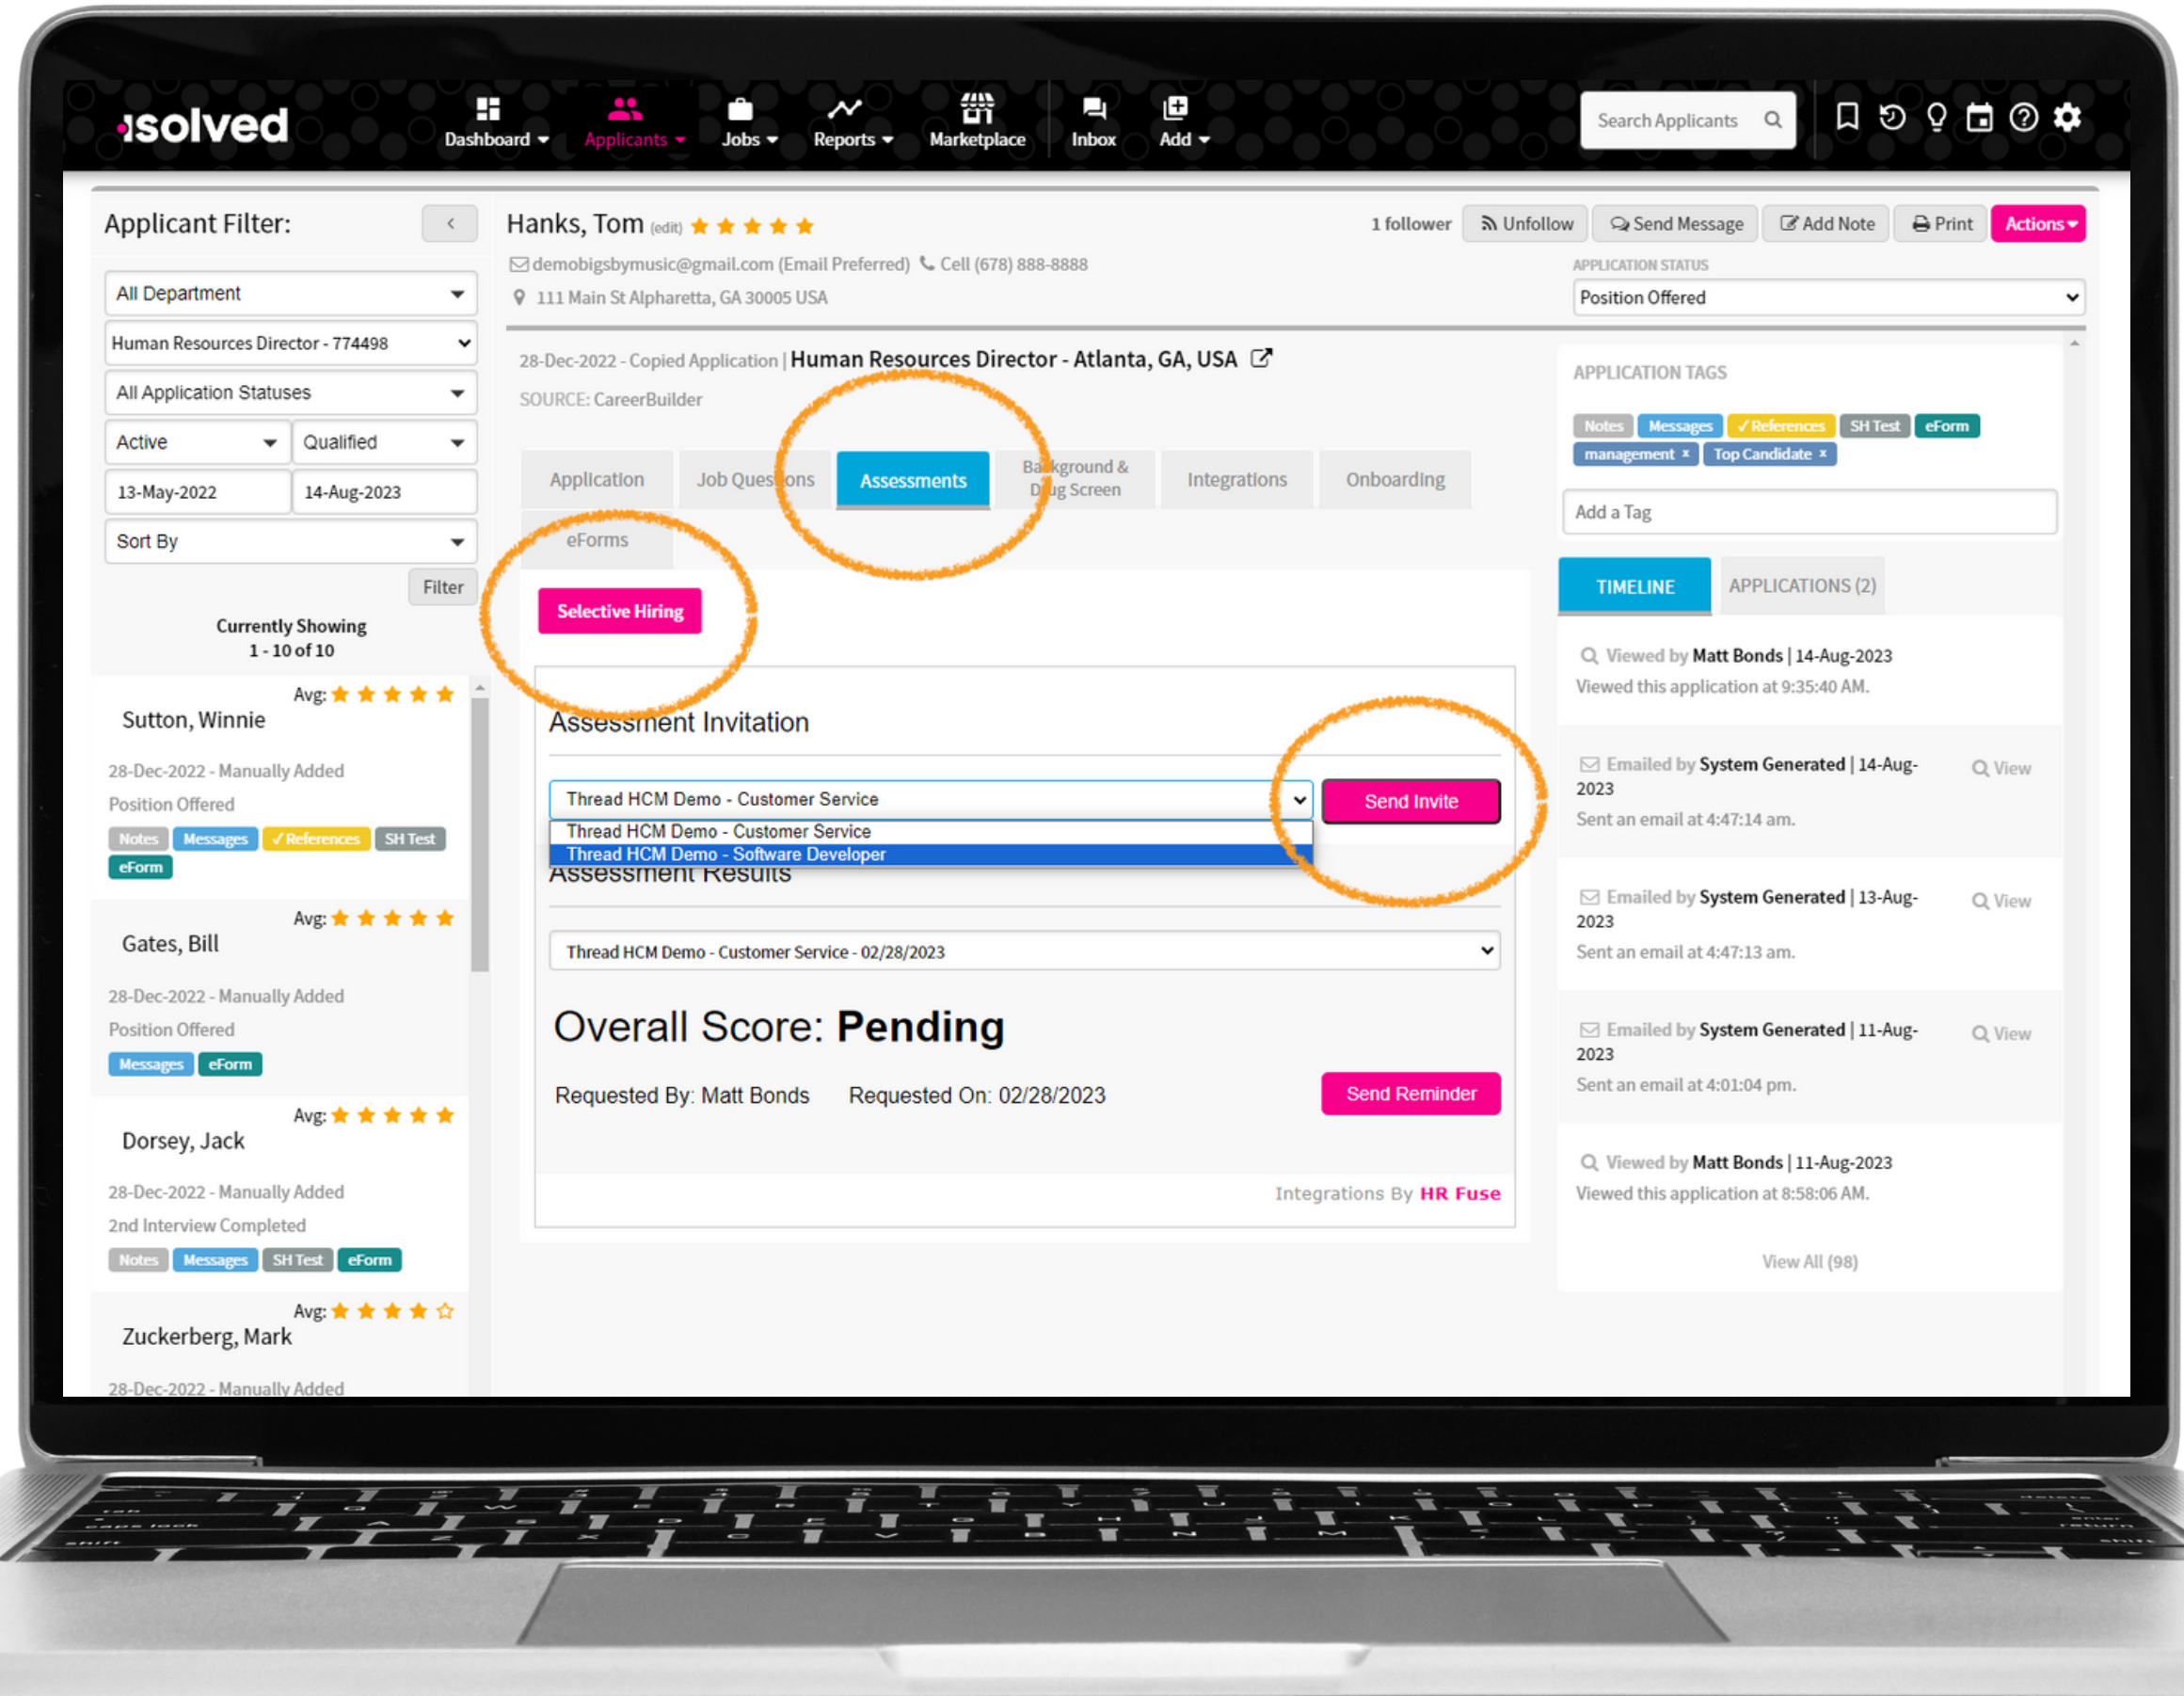 isolved
Dashboard
Applicants
Jobs
Reports
Marketplace
Inbox
Add
Search Applicants
Applicant Filter:
All Department
Human Resources Director - 774498
All Application Statuses
Active
Qualified
13-May-2022
14-Aug-2023
Sort By
Filter
Currently Showing
1 - 10 of 10
Avg:
Sutton, Winnie
28-Dec-2022 - Manually Added
Position Offered
Notes Messages ✓References SH Test
eForm
Avg:
Gates, Bill
28-Dec-2022 - Manually Added
Position Offered
Messages eForm
Avg:
Dorsey, Jack
28-Dec-2022 - Manually Added
2nd Interview Completed
Notes Messages SH Test eForm
Avg:
Zuckerberg, Mark
28-Dec-2022 - Manually Added
Hanks, Tom (edit)
1 follower Unfollow Send Message Add Note Print Actions
demobigsbymusic@gmail.com (Email Preferred) Cell (678) 888-8888
111 Main St Alpharetta, GA 30005 USA
APPLICATION STATUS
Position Offered
28-Dec-2022 - Copied Application | Human Resources Director - Atlanta, GA, USA
SOURCE: CareerBuilder
Application
Job Questions
Assessments
Background &
Drug Screen
Integrations
Onboarding
eForms
Selective Hiring
Assessment Invitation
Thread HCM Demo - Customer Service
Send Invite
Thread HCM Demo - Customer Service
Thread HCM Demo - Software Developer
Assessment Results
Thread HCM Demo - Customer Service - 02/28/2023
Overall Score: Pending
Requested By: Matt Bonds Requested On: 02/28/2023
Send Reminder
Integrations By HR Fuse
APPLICATION TAGS
Notes Messages ✓References SH Test eForm
management x Top Candidate x
Add a Tag
TIMELINE
APPLICATIONS (2)
Viewed by Matt Bonds | 14-Aug-2023
Viewed this application at 9:35:40 AM.
Emailed by System Generated | 14-Aug-
2023
View
Sent an email at 4:47:14 am.
Emailed by System Generated | 13-Aug-
2023
View
Sent an email at 4:47:13 am.
Emailed by System Generated | 11-Aug-
2023
View
Sent an email at 4:01:04 pm.
Viewed by Matt Bonds | 11-Aug-2023
Viewed this application at 8:58:06 AM.
View All (98)